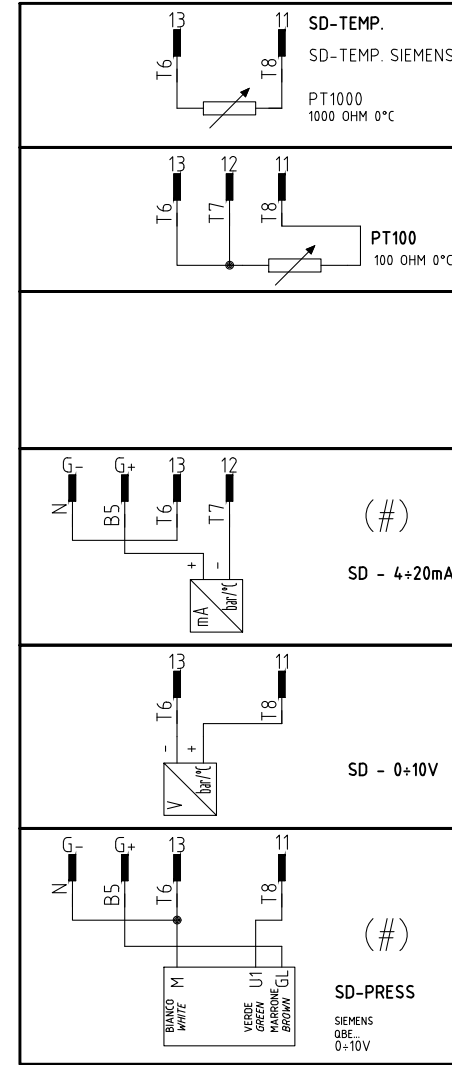 13 11 SD-TEMP.
T6 T8 SD-TEMP. SIEMENS
PT1000
1000 OHM 0°C
13 12 11
T6 T7 T8
PT100
100 OHM 0°C
G- G+ 13 12
N B5 T6 T7
(#)
+ -
mA bar/°C
SD - 4÷20mA
13 11
T6 T8
- +
V bar/°C
SD - 0÷10V
G- G+ 13 11
N B5 T6 T8
(#)
M U1 GL
BIANCO VERDE MARRONE
WHITE GREEN BROWN
SD-PRESS
SIEMENS
QBE...
0÷10V